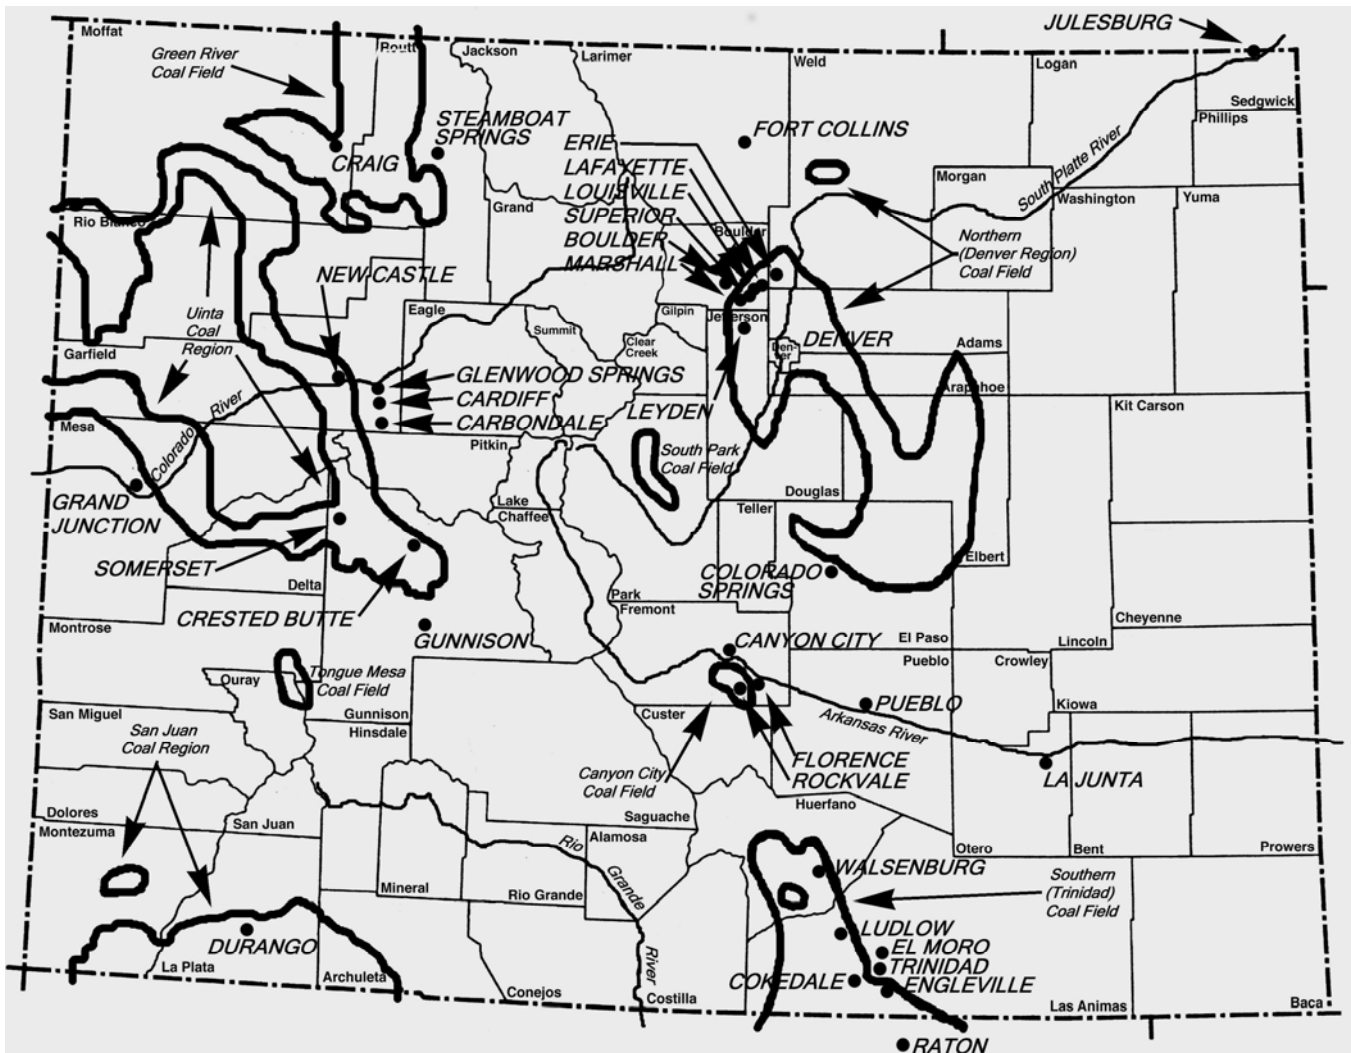 JULESBURG
Moffat
Routt
Jackson
Larimer
Weld
Logan
Sedgwick
Phillips
Green River
Coal Field
STEAMBOAT
SPRINGS
CRAIG
FORT COLLINS
ERIE
LAFAYETTE
LOUISVILLE
SUPERIOR
BOULDER
MARSHALL
Morgan
South Platte River
Washington
Yuma
Rio Blanco
Grand
Boulder
Northern
(Denver Region)
Coal Field
NEW CASTLE
Uinta
Coal
Region
Eagle
Summit
Gilpin
Jefferson
Clear
Creek
Den-
ver
DENVER
Adams
Arapahoe
Garfield
GLENWOOD SPRINGS
CARDIFF
CARBONDALE
LEYDEN
Kit Carson
Mesa
Colorado River
Pitkin
South Park
Coal Field
GRAND
JUNCTION
Lake
Chaffee
Douglas
Teller
Elbert
SOMERSET
Delta
COLORADO
SPRINGS
Park
Fremont
CRESTED BUTTE
Montrose
GUNNISON
CANYON CITY
El Paso
Pueblo
Lincoln
Crowley
Cheyenne
Ouray
Tongue Mesa
Coal Field
San Miguel
Gunnison
Hinsdale
Custer
PUEBLO
Kiowa
San Juan
Coal Region
Arkansas River
FLORENCE
ROCKVALE
Canyon City
Coal Field
LA JUNTA
Huerfano
Dolores
Montezuma
San Juan
Saguache
Alamosa
Otero
Bent
Prowers
Rio Grande River
WALSENBURG
Southern
(Trinidad)
Coal Field
Mineral
Rio Grande
LUDLOW
EL MORO
TRINIDAD
ENGLEVILLE
COKEDALE
DURANGO
La Plata
Archuleta
Conejos
Costilla
Las Animas
Baca
RATON